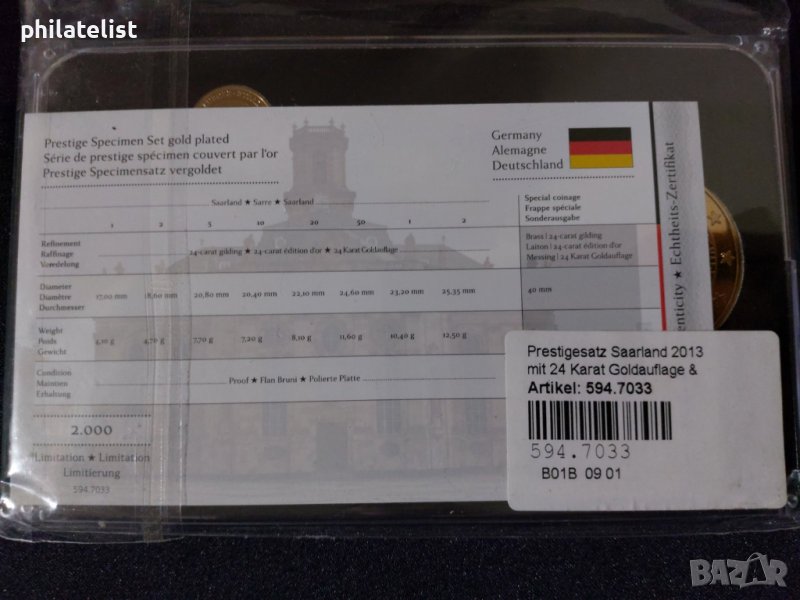 philatelist
Prestige Specimen Set gold plated
Série de prestige spécimen couvert par l'or
Prestige Specimensatz vergoldet
Germany
Alemagne
Deutschland
Saarland ★ Sarre ★ Saarland
1 2 5 10 20 50 1 2
Special coinage
Frappe spéciale
Sonderausgabe
Refinement
Raffinage
Veredelung
24-carat gilding ★ 24-carat édition d'or ★ 24 Karat Goldauflage
Brass | 24-carat gilding
Laiton | 24-carat édition d'or
Messing | 24 Karat Goldauflage
Diameter
Diamètre
Durchmesser
17,00 mm 18,60 mm 20,80 mm 20,40 mm 22,10 mm 24,60 mm 23,20 mm 25,35 mm 40 mm
Weight
Poids
Gewicht
4,10 g 4,70 g 7,70 g 7,20 g 8,10 g 11,60 g 10,40 g 12,50 g
Condition
Maintien
Erhaltung
Proof ★ Flan Bruni ★ Polierte Platte
2.000
Limitation ★ Limitation
Limitierung
594.7033
enticity ★ Echtheits-Zertifikat
Prestigesatz Saarland 2013
mit 24 Karat Goldauflage &
Artikel: 594.7033
594.7033
B01B 09 01
BAZAR